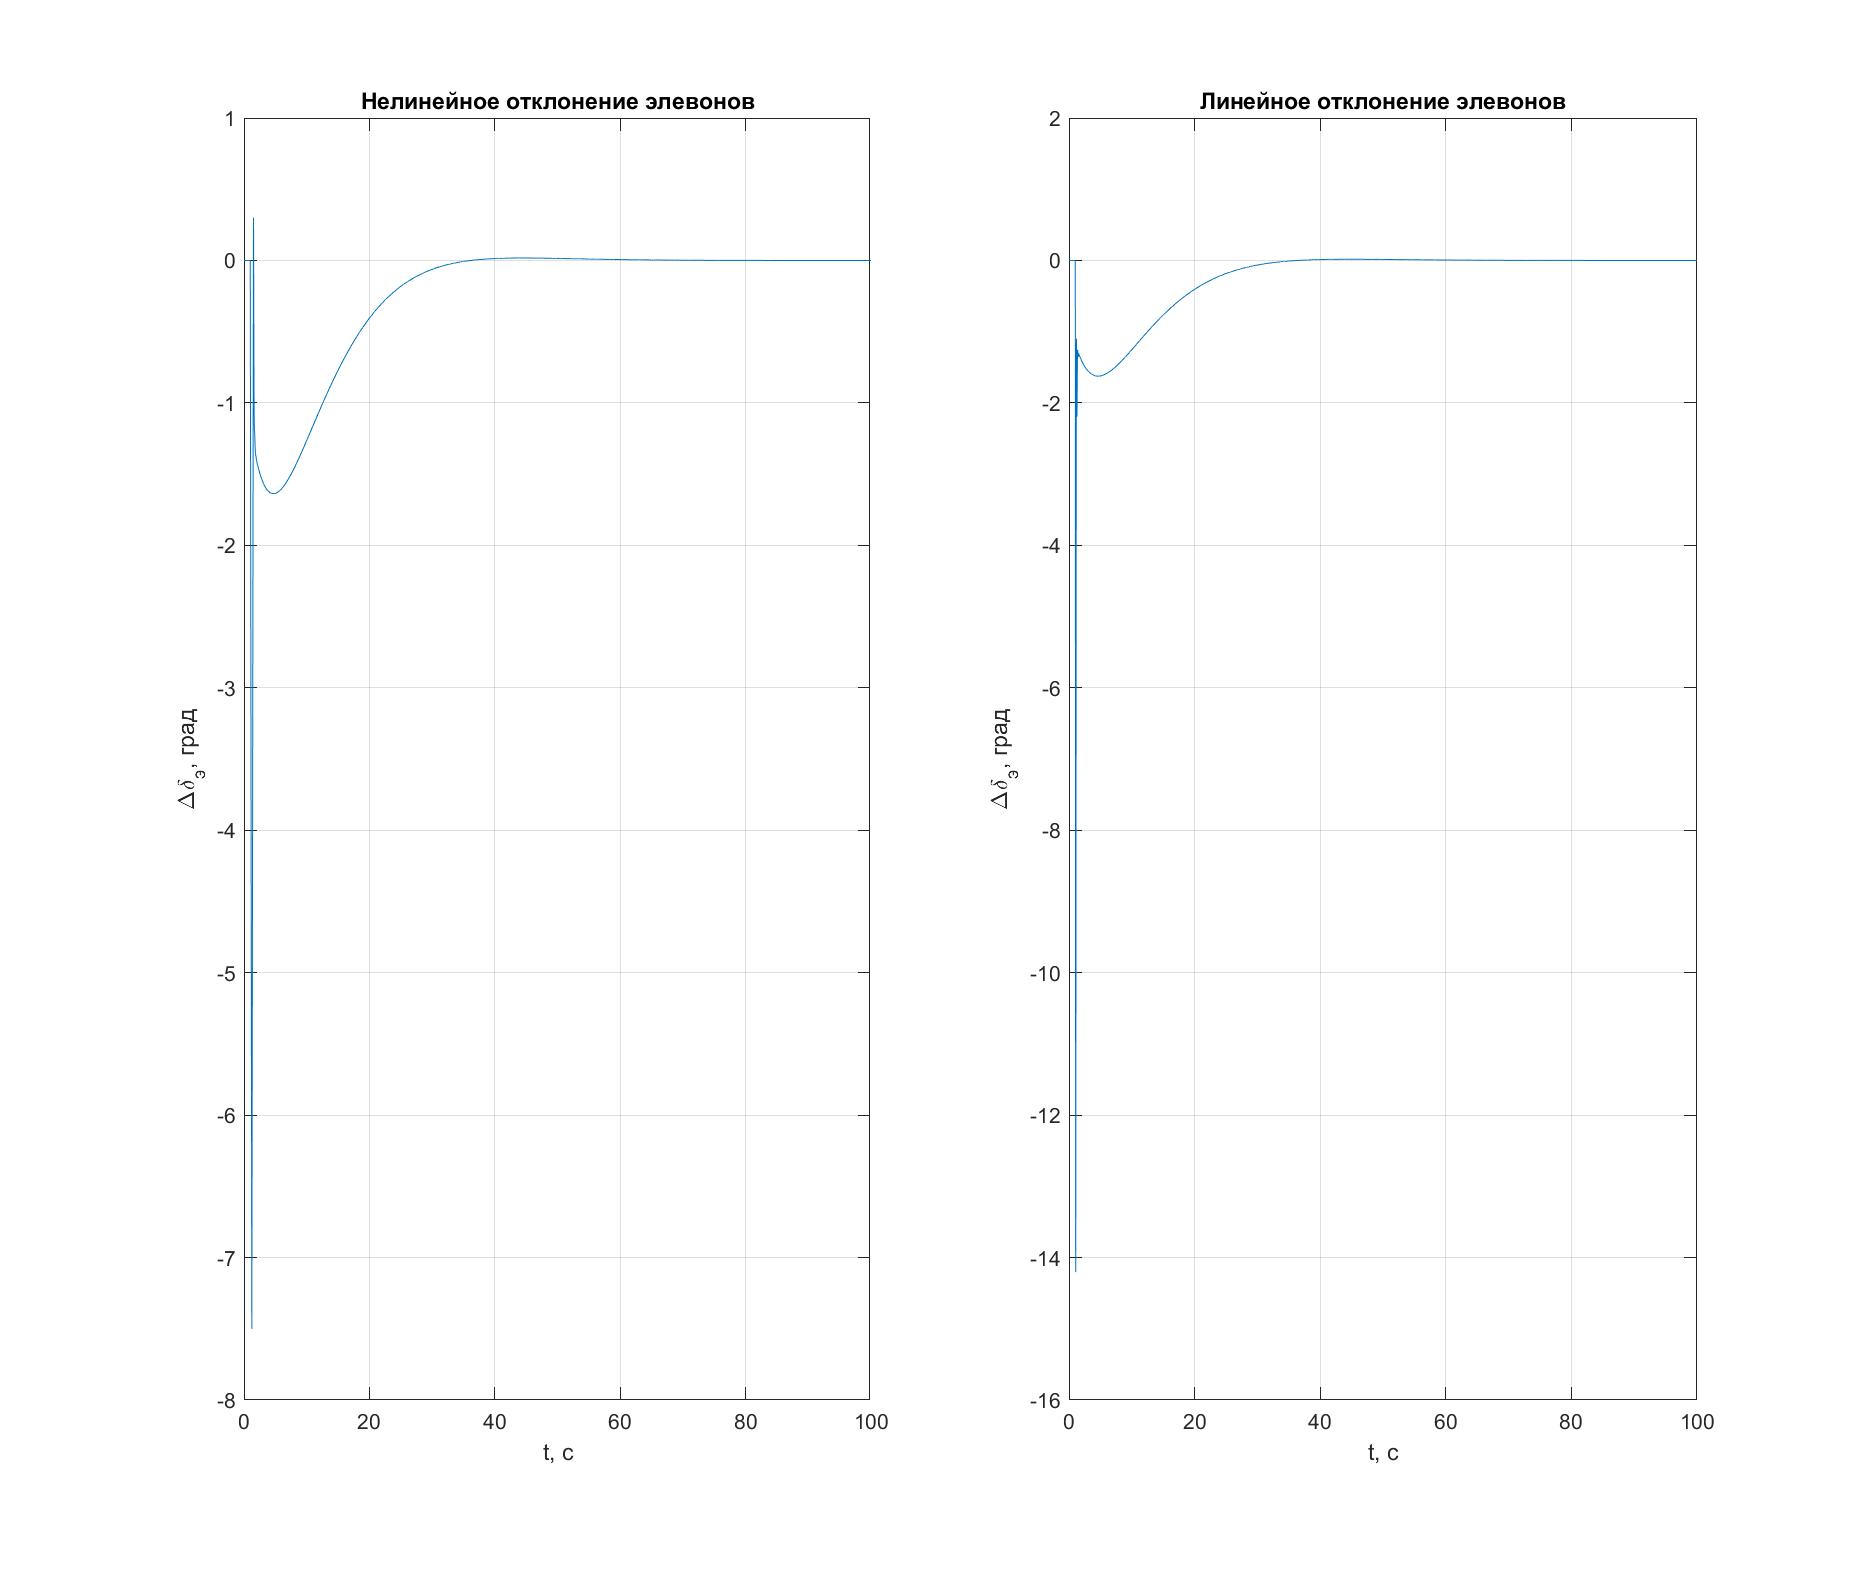 Нелинейное отклонение элевонов
1
0
-1
-2
-3
-4
-5
-6
-7
-8
0 20 40 60 80 100
t, с
Δδэ, град
Линейное отклонение элевонов
2
0
-2
-4
-6
-8
-10
-12
-14
-16
0 20 40 60 80 100
t, с
Δδэ, град